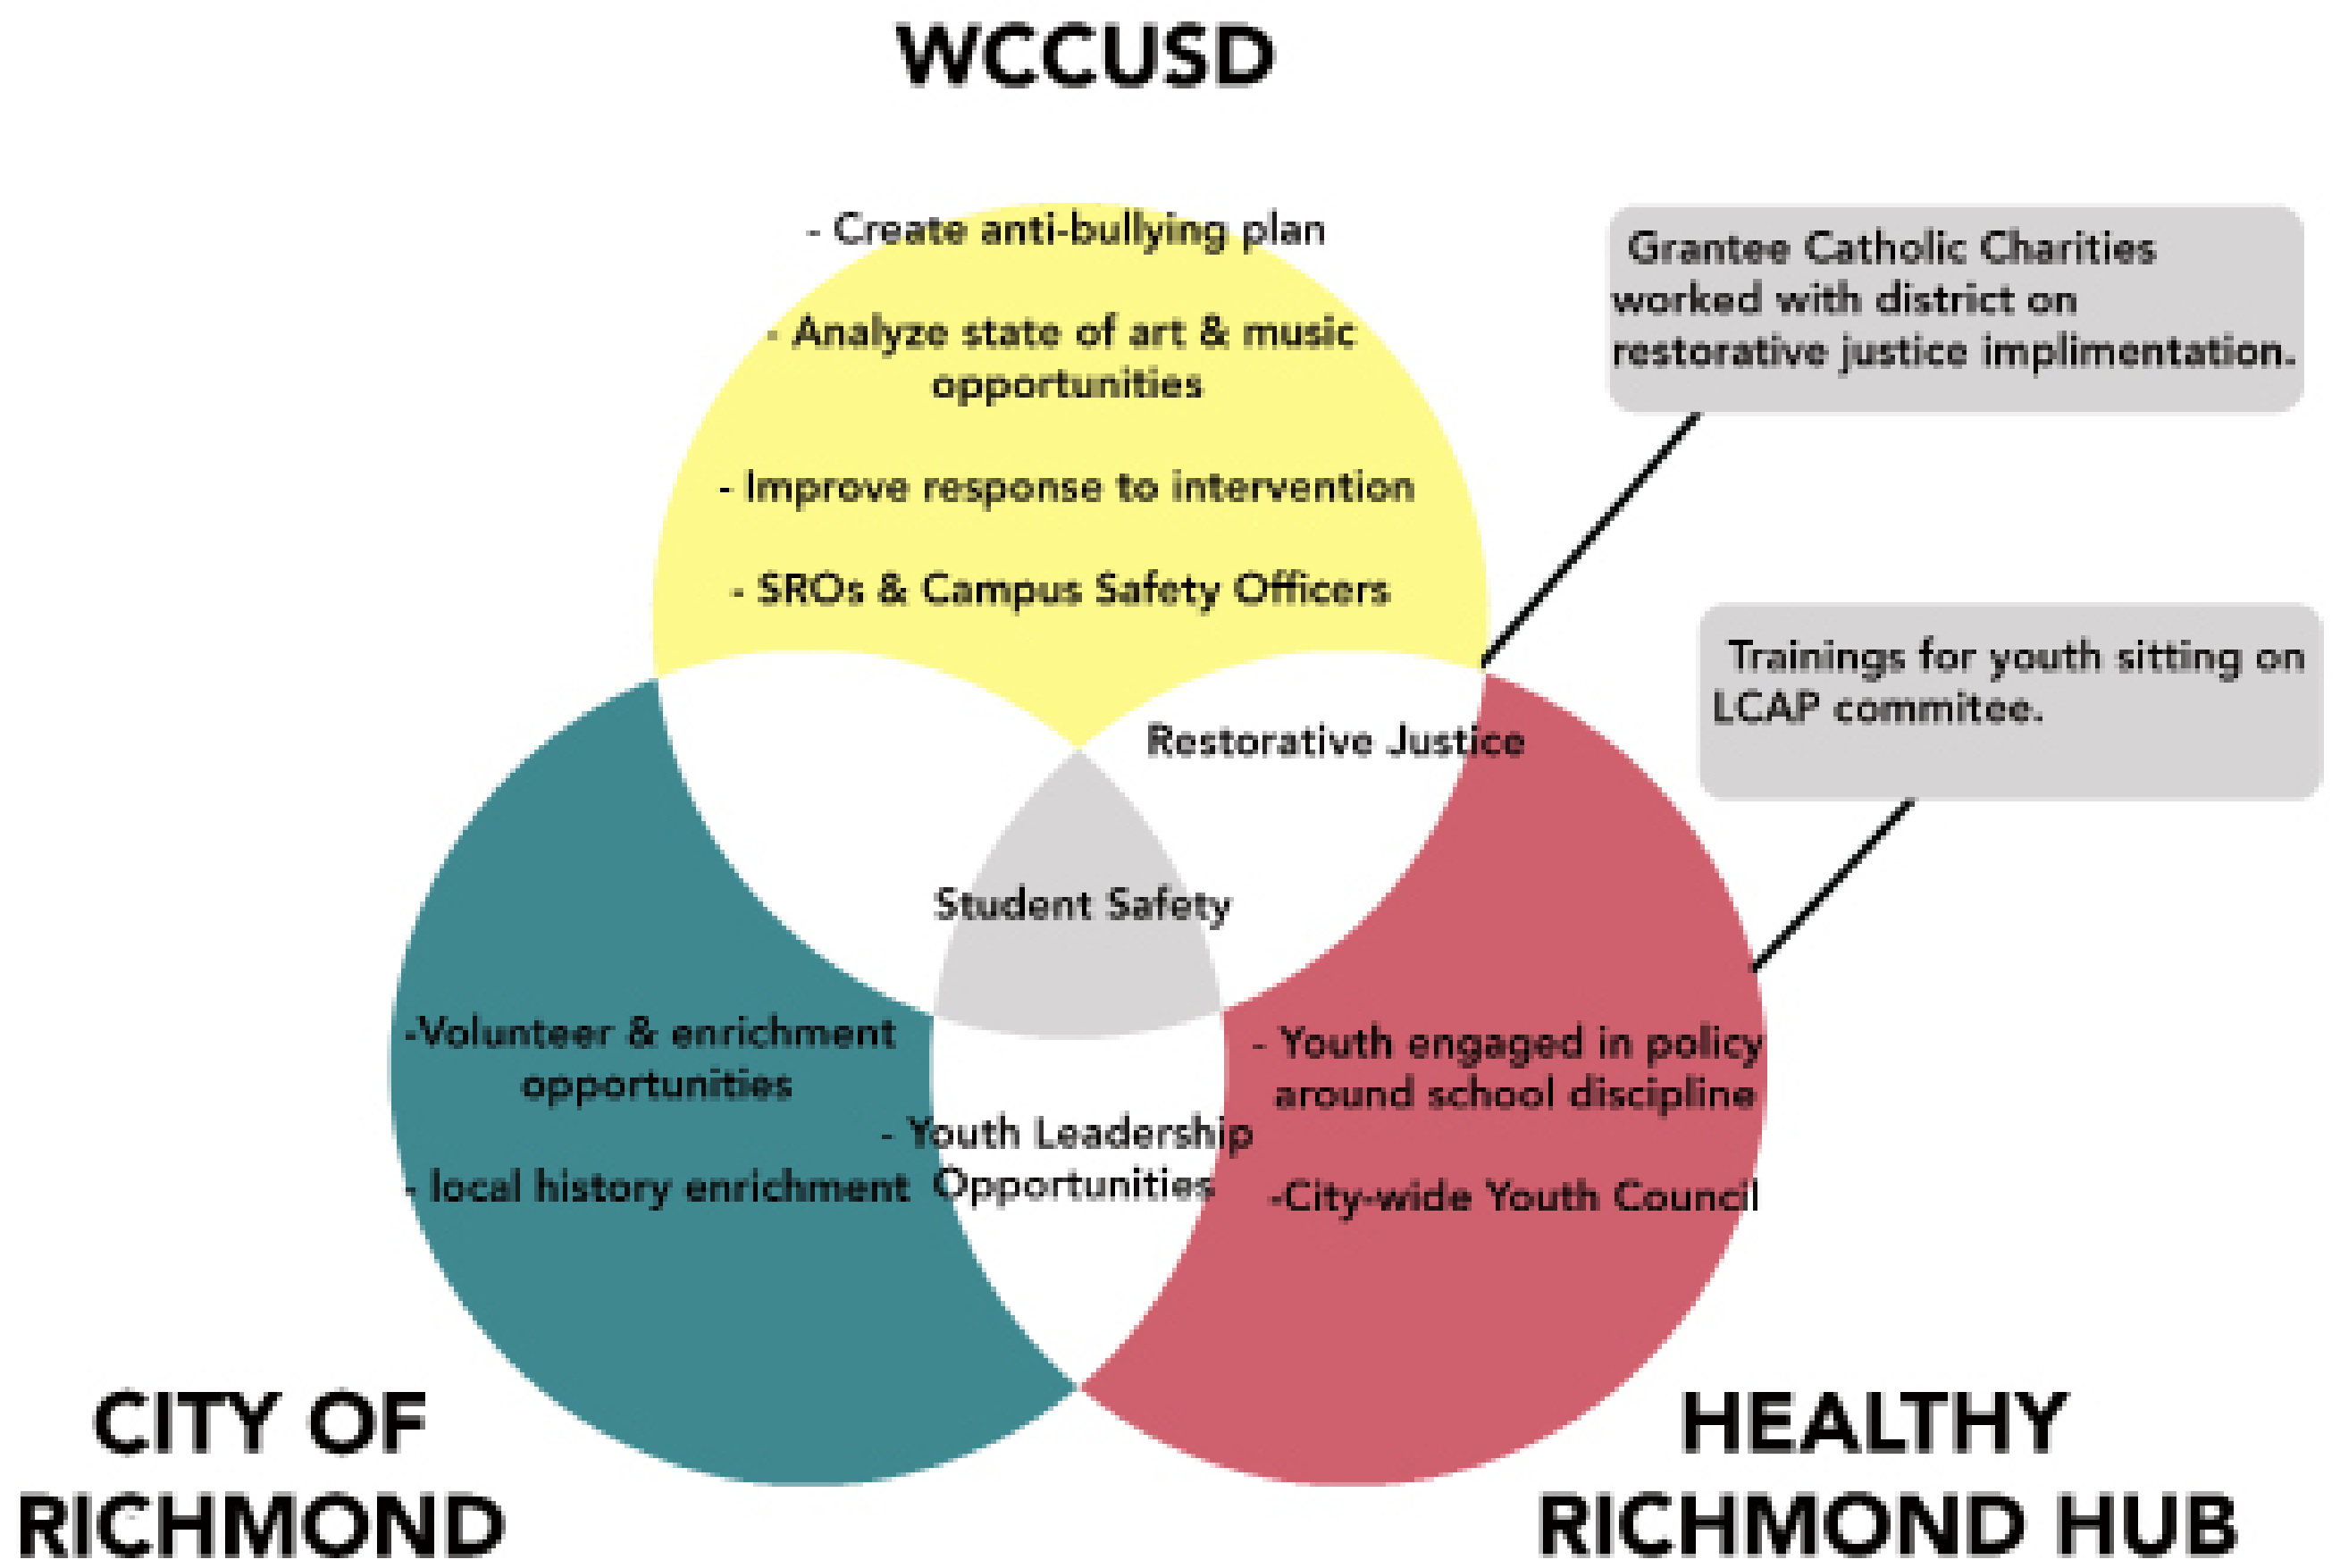 WCCUSD
- Create anti-bullying plan
- Analyze state of art & music
opportunities
- Improve response to intervention
- SROs & Campus Safety Officers
Grantee Catholic Charities
worked with district on
restorative justice implimentation.
Trainings for youth sitting on
LCAP commitee.
Restorative Justice
Student Safety
-Volunteer & enrichment
opportunities
- local history enrichment
- Youth Leadership
Opportunities
- Youth engaged in policy
around school discipline
-City-wide Youth Council
CITY OF
RICHMOND
HEALTHY
RICHMOND HUB